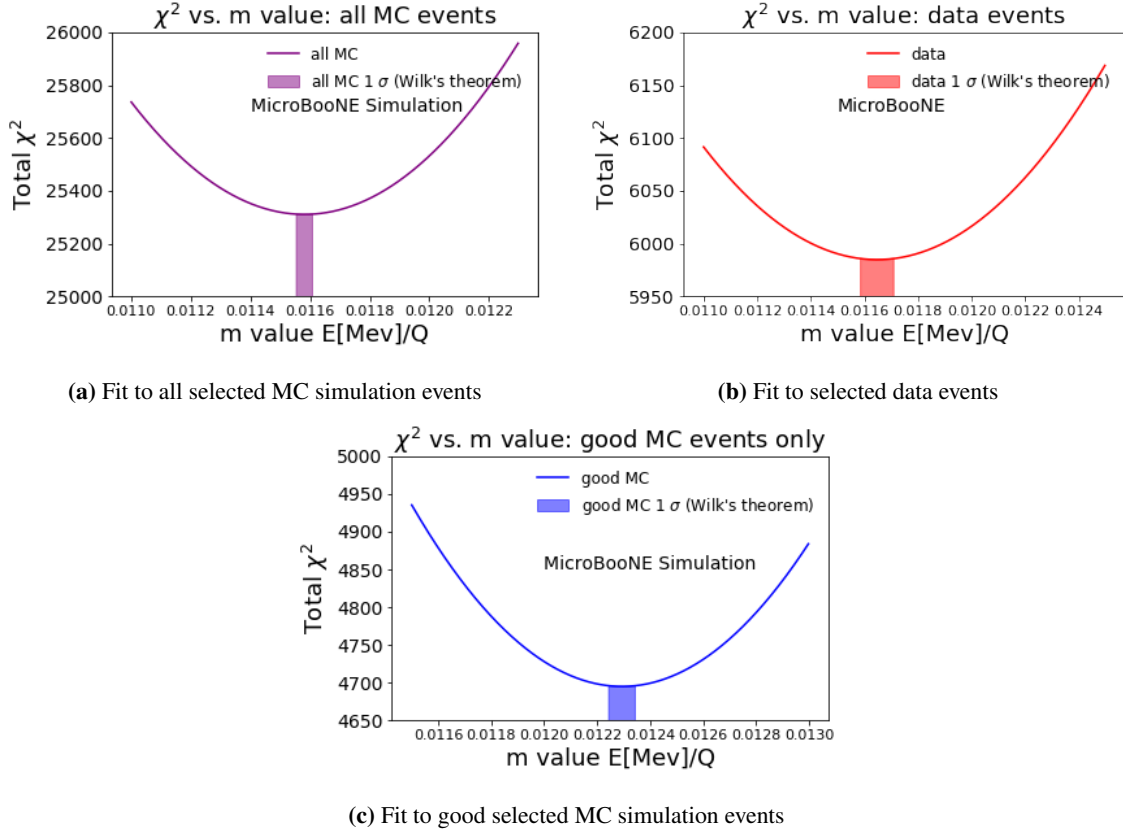 χ² vs. m value: all MC events
26000
25800
25600
25400
25200
25000
Total χ²
all MC
all MC 1 σ (Wilk's theorem)
MicroBooNE Simulation
0.0110 0.0112 0.0114 0.0116 0.0118 0.0120 0.0122
m value E[Mev]/Q
(a) Fit to all selected MC simulation events
χ² vs. m value: data events
6200
6150
6100
6050
6000
5950
Total χ²
data
data 1 σ (Wilk's theorem)
MicroBooNE
0.0110 0.0112 0.0114 0.0116 0.0118 0.0120 0.0122 0.0124
m value E[Mev]/Q
(b) Fit to selected data events
χ² vs. m value: good MC events only
5000
4950
4900
4850
4800
4750
4700
4650
Total χ²
good MC
good MC 1 σ (Wilk's theorem)
MicroBooNE Simulation
0.0116 0.0118 0.0120 0.0122 0.0124 0.0126 0.0128 0.0130
m value E[Mev]/Q
(c) Fit to good selected MC simulation events